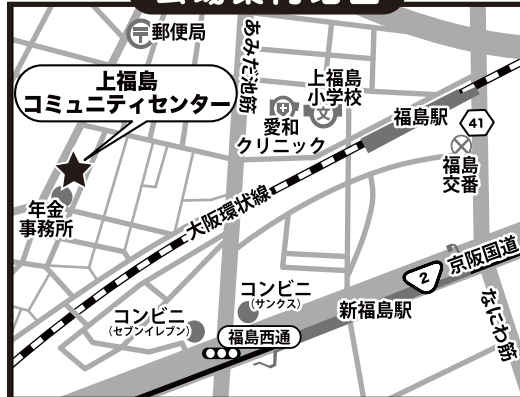 会場案内地図
郵便局
あみだ池筋
上福島
コミュニティセンター
上福島
小学校
愛和
クリニック
福島駅
41
福島
交番
年金
事務所
大阪環状線
コンビニ
(サンクス)
コンビニ
(セブンイレブン)
福島西通
新福島駅
2
京阪国道
なにわ筋